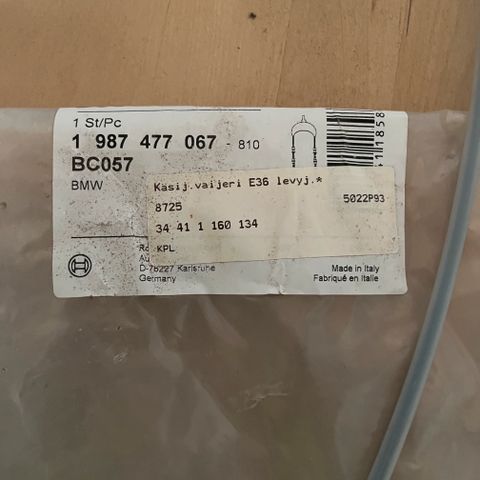 1 St/Pc
1 987 477 067 - 810
BC057
BMW
Käsij.vaijeri E36 levyj.*
8725
5022P93
34 41 1 160 134
KPL
D-76227 Karlsruhe
Germany
Made in Italy
Fabriqué en Italie